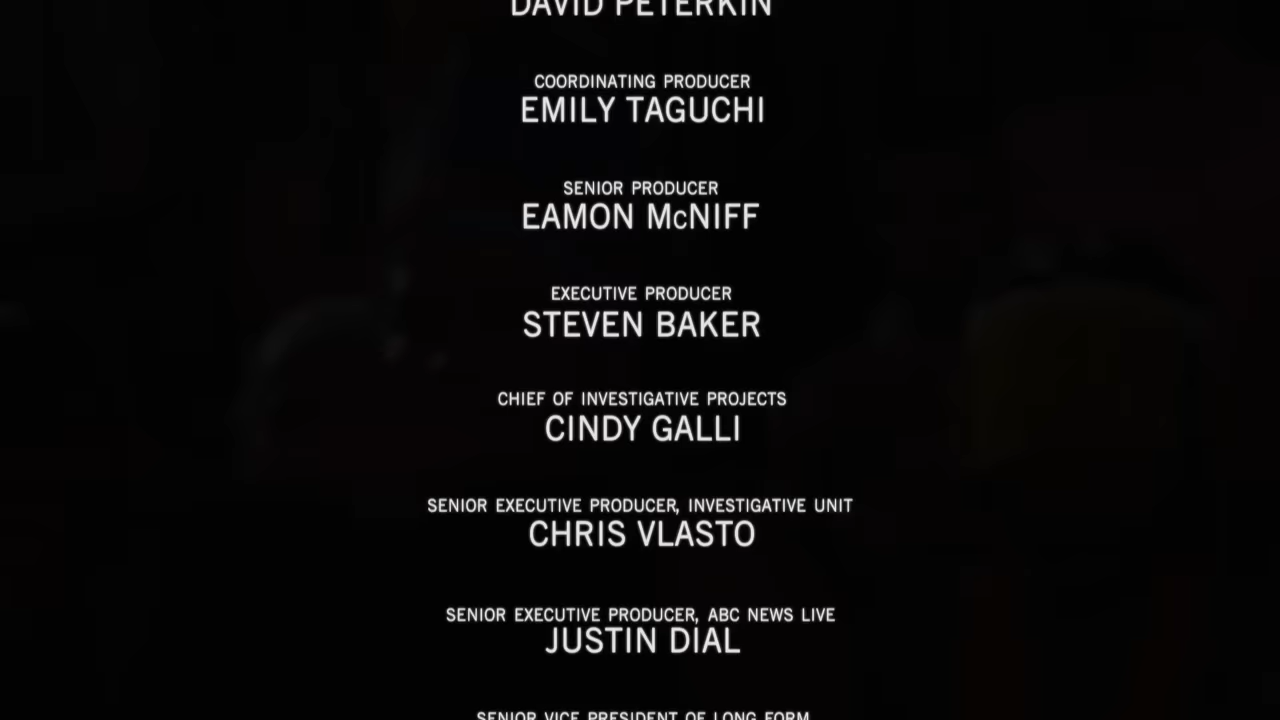 DAVID PETERKIN
COORDINATING PRODUCER
EMILY TAGUCHI
SENIOR PRODUCER
EAMON McNIFF
EXECUTIVE PRODUCER
STEVEN BAKER
CHIEF OF INVESTIGATIVE PROJECTS
CINDY GALLI
SENIOR EXECUTIVE PRODUCER, INVESTIGATIVE UNIT
CHRIS VLASTO
SENIOR EXECUTIVE PRODUCER, ABC NEWS LIVE
JUSTIN DIAL
SENIOR VICE PRESIDENT OF LONG FORM